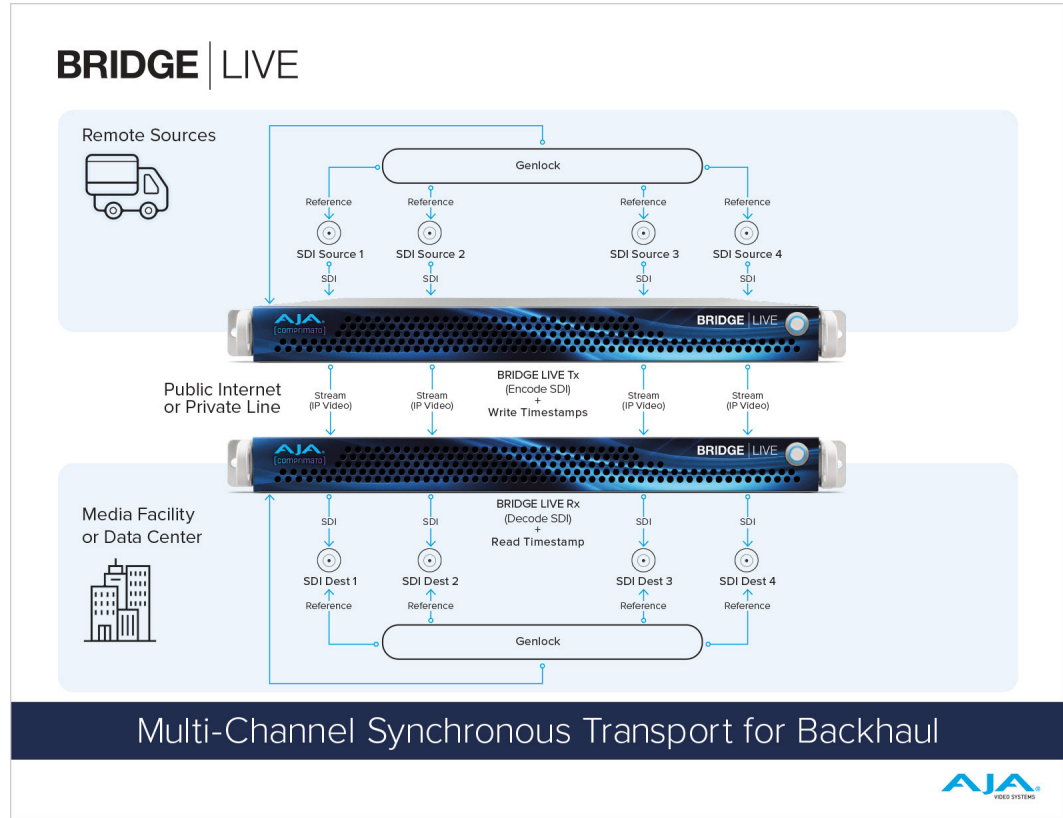 BRIDGE | LIVE
Remote Sources
Genlock
Reference Reference Reference Reference
SDI Source 1 SDI Source 2 SDI Source 3 SDI Source 4
SDI SDI SDI SDI
AJA
[comprimato]
BRIDGE | LIVE
Public Internet
or Private Line
Stream
(IP Video)
Stream
(IP Video)
BRIDGE LIVE Tx
(Encode SDI)
+
Write Timestamps
Stream
(IP Video)
Stream
(IP Video)
AJA
[comprimato]
BRIDGE | LIVE
Media Facility
or Data Center
BRIDGE LIVE Rx
(Decode SDI)
+
Read Timestamp
SDI SDI SDI SDI
SDI Dest 1 SDI Dest 2 SDI Dest 3 SDI Dest 4
Reference Reference Reference Reference
Genlock
Multi-Channel Synchronous Transport for Backhaul
AJA®
VIDEO SYSTEMS